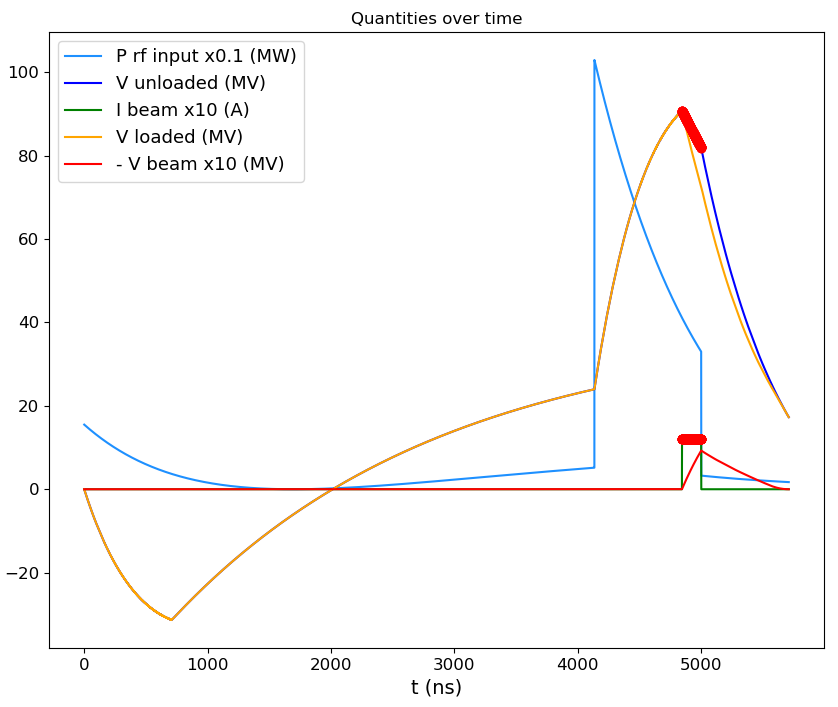 Quantities over time
P rf input x0.1 (MW)
V unloaded (MV)
I beam x10 (A)
V loaded (MV)
- V beam x10 (MV)
100
80
60
40
20
0
−20
0 1000 2000 3000 4000 5000
t (ns)